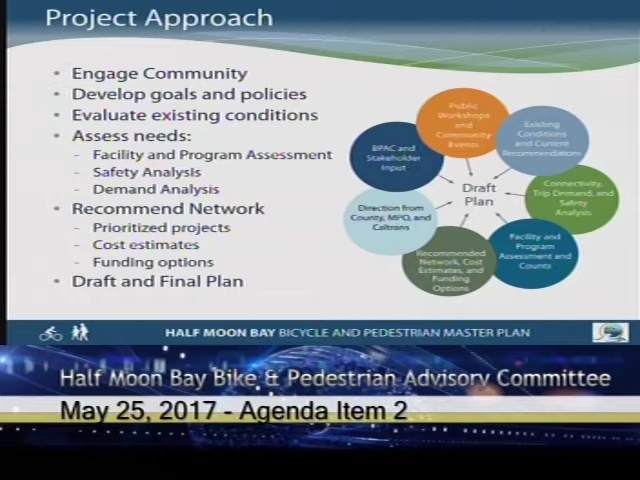 Project Approach
• Engage Community
• Develop goals and policies
• Evaluate existing conditions
• Assess needs:
- Facility and Program Assessment
- Safety Analysis
- Demand Analysis
• Recommend Network
- Prioritized projects
- Cost estimates
- Funding options
• Draft and Final Plan
Public
Workshops
and
Community
Events
Existing
Conditions
and Current
Recommendations
Connectivity,
Trip Demand, and
Safety
Analysis
Facility and
Program
Assessment and
Counts
Recommended
Network, Cost
Estimates, and
Funding
Options
Direction from
County, MPO, and
Caltrans
BPAC and
Stakeholder
Input
Draft
Plan
HALF MOON BAY BICYCLE AND PEDESTRIAN MASTER PLAN
Half Moon Bay Bike & Pedestrian Advisory Committee
May 25, 2017 - Agenda Item 2